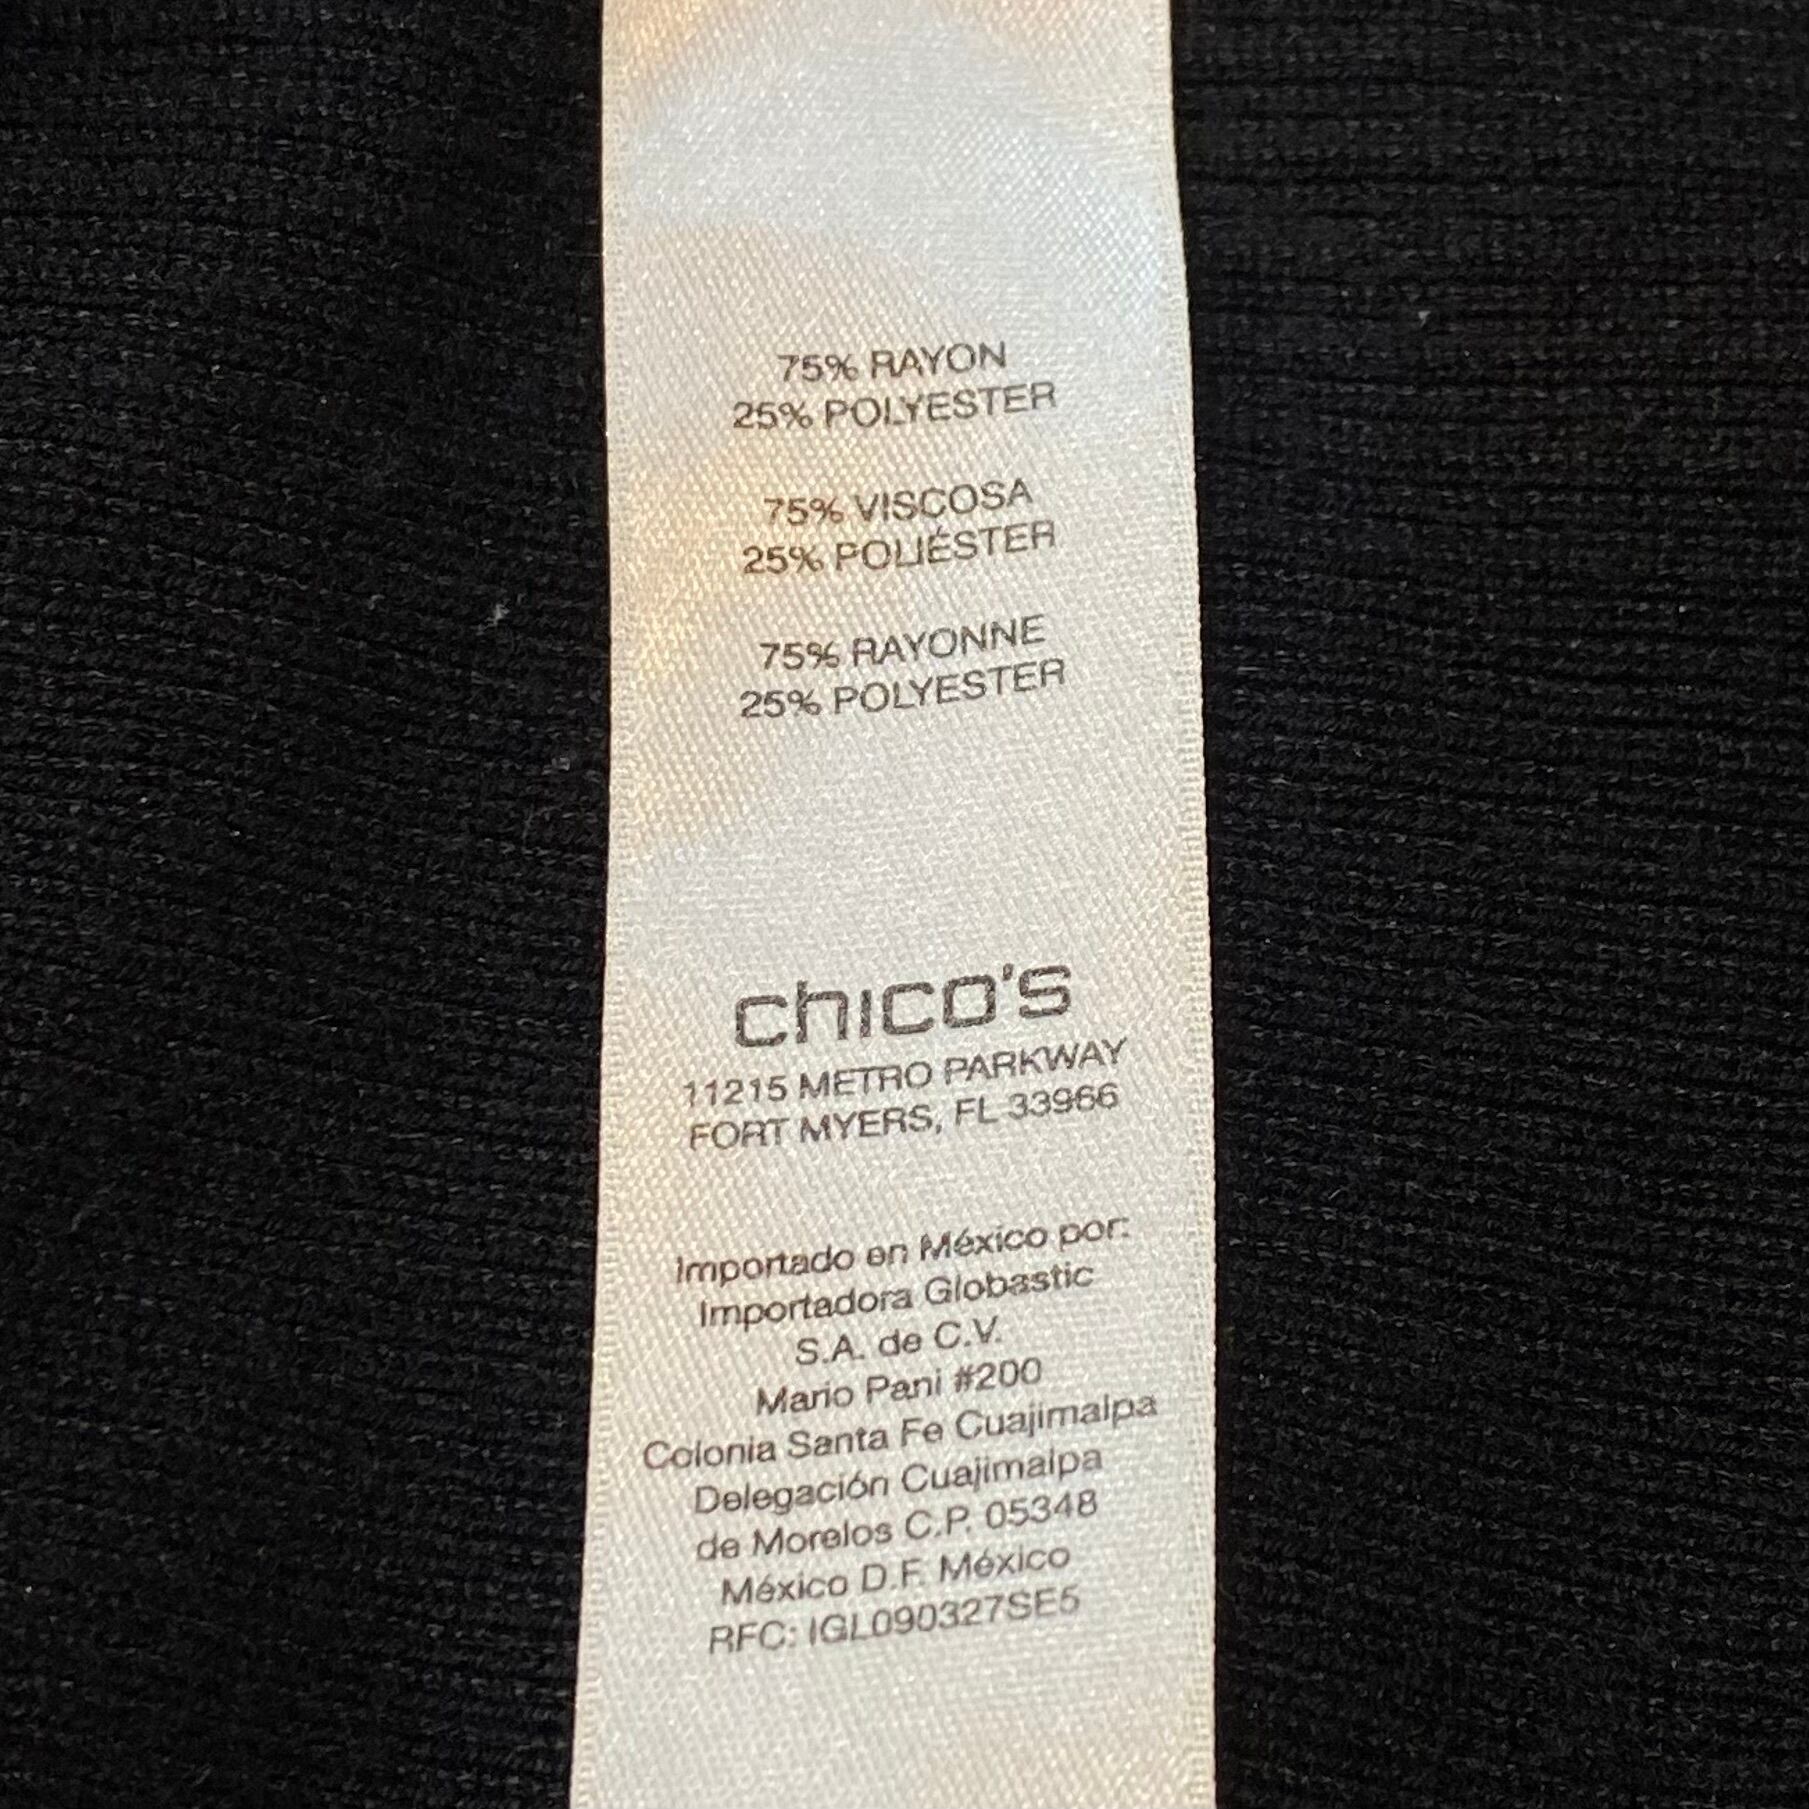 75% RAYON
25% POLYESTER
75% VISCOSA
25% POLIÉSTER
75% RAYONNE
25% POLYESTER
chico's
11215 METRO PARKWAY
FORT MYERS, FL 33966
Importado en México por:
Importadora Globastic
S.A. de C.V.
Mario Pani #200
Colonia Santa Fe Cuajimalpa
Delegación Cuajimalpa
de Morelos C.P. 05348
México D.F. México
RFC: IGL090327SE5